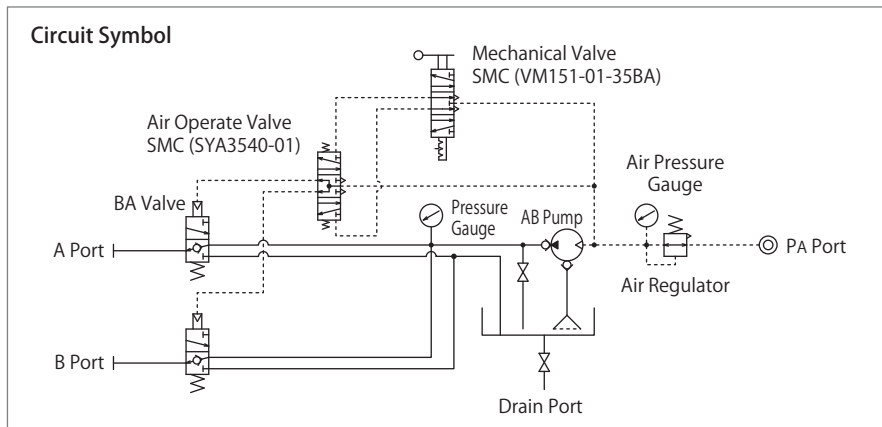 Circuit Symbol
Mechanical Valve
SMC (VM151-01-35BA)
Air Operate Valve
SMC (SYA3540-01)
Air Pressure
Gauge
BA Valve
Pressure
Gauge
AB Pump
A Port
PA Port
Air Regulator
B Port
Drain Port